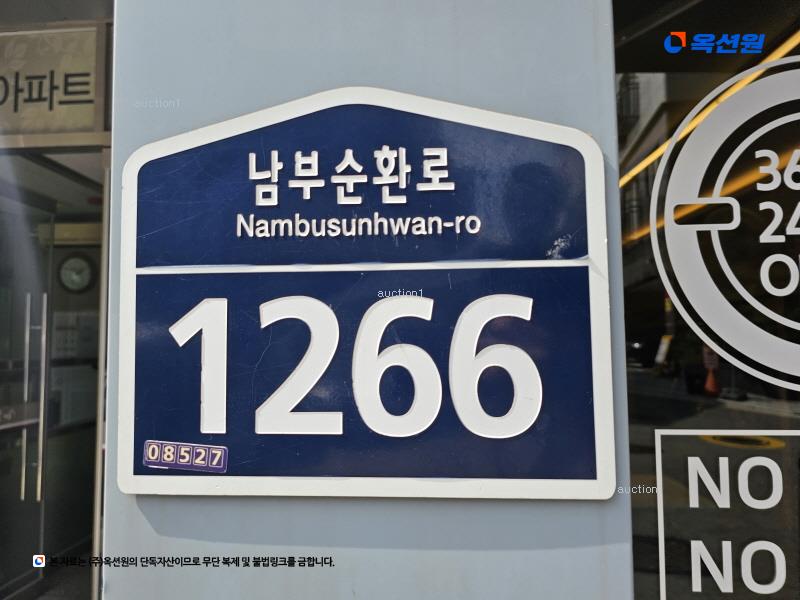 옥선원
아파트
auction1
남부순환로
Nambusunhwan-ro
auction1
1266
08527
auction1
36
24
NO
NO
본 자료는 (주)옥션원의 단독자산이므로 무단 복제 및 불법링크를 금합니다.